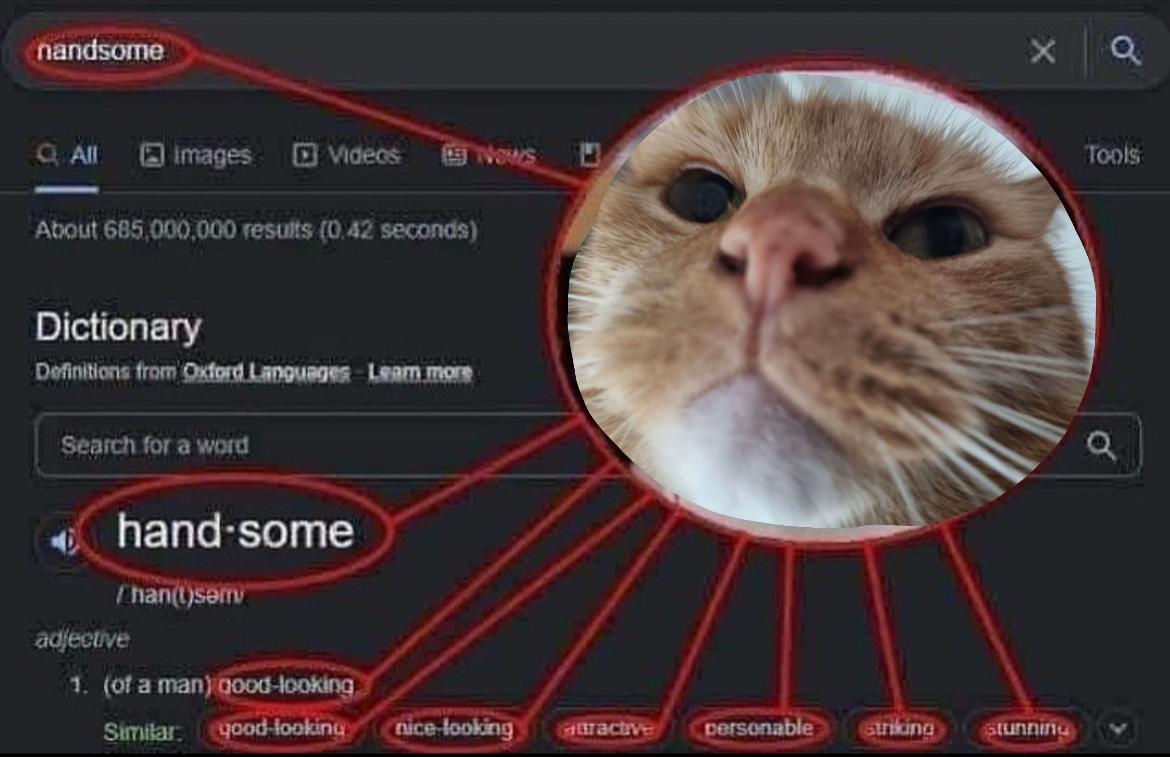 handsome
All Images Videos News Tools
About 685,000,000 results (0.42 seconds)
Dictionary
Definitions from Oxford Languages · Learn more
Search for a word
hand·some
/ˈhan(t)səm/
adjective
1. (of a man) good-looking
Similar: good-looking nice-looking attractive personable striking stunning